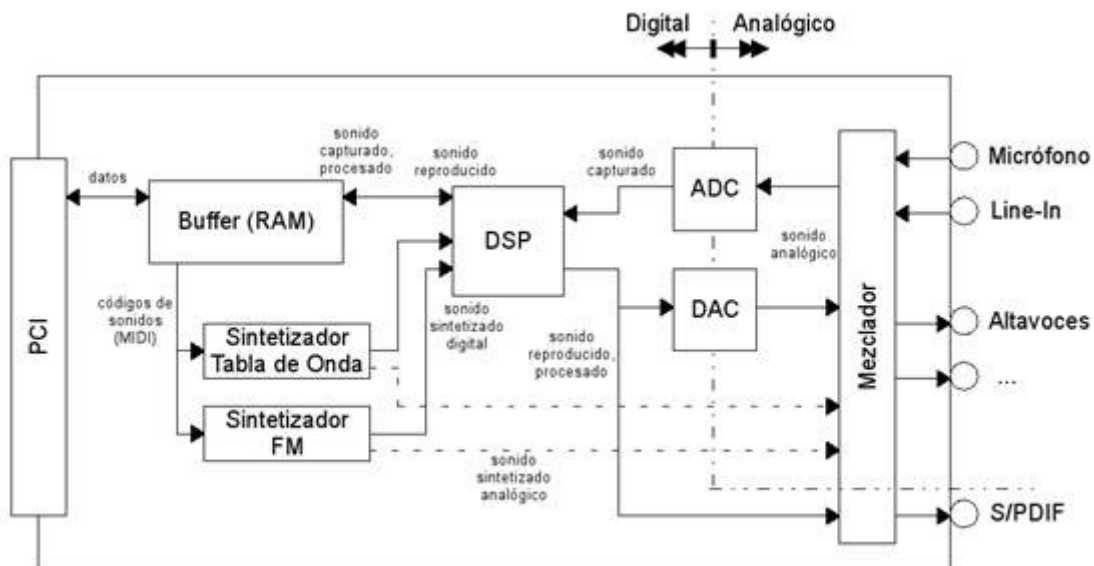 Digital
Analógico
PCI
datos
Buffer (RAM)
sonido
capturado,
procesado
sonido
reproducido
DSP
sonido
capturado
ADC
DAC
sonido
analógico
Mezclador
Micrófono
Line-In
Altavoces
...
S/PDIF
códigos de
sonidos
(MIDI)
Sintetizador
Tabla de Onda
Sintetizador
FM
sonido
sintetizado
digital
sonido
reproducido,
procesado
sonido
sintetizado
analógico